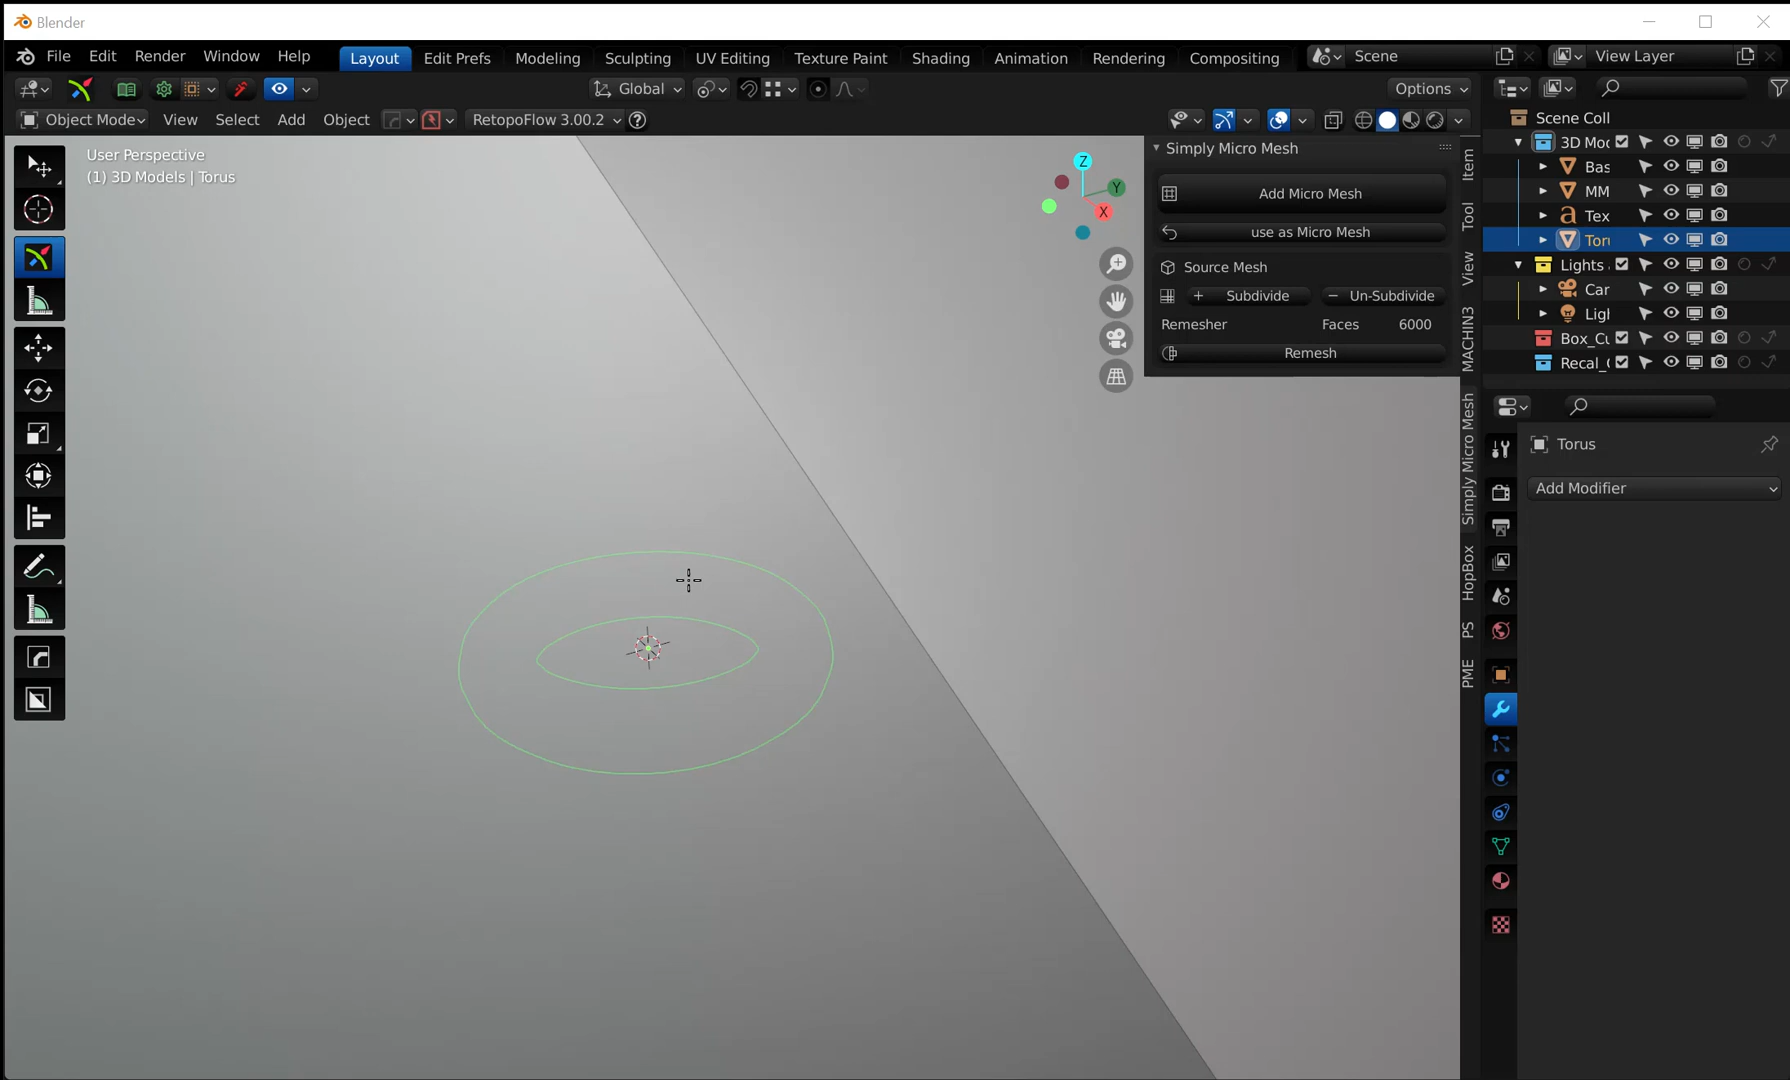 Blender
File Edit Render Window Help Layout Edit Prefs Modeling Sculpting UV Editing Texture Paint Shading Animation Rendering Compositing Scene View Layer
Global Options
Object Mode View Select Add Object RetopoFlow 3.00.2
User Perspective
(1) 3D Models | Torus
Z
Y
X
Simply Micro Mesh
Add Micro Mesh
use as Micro Mesh
Source Mesh
Subdivide Un-Subdivide
Remesher Faces 6000
Remesh
Item
Tool
View
MACHIN3
Simply Micro Mesh
HopBox
PS
PME
Scene Coll
3D Moc
Bas
MM
Tex
Toru
Lights
Car
Ligl
Box_Cu
Recal_(
Torus
Add Modifier